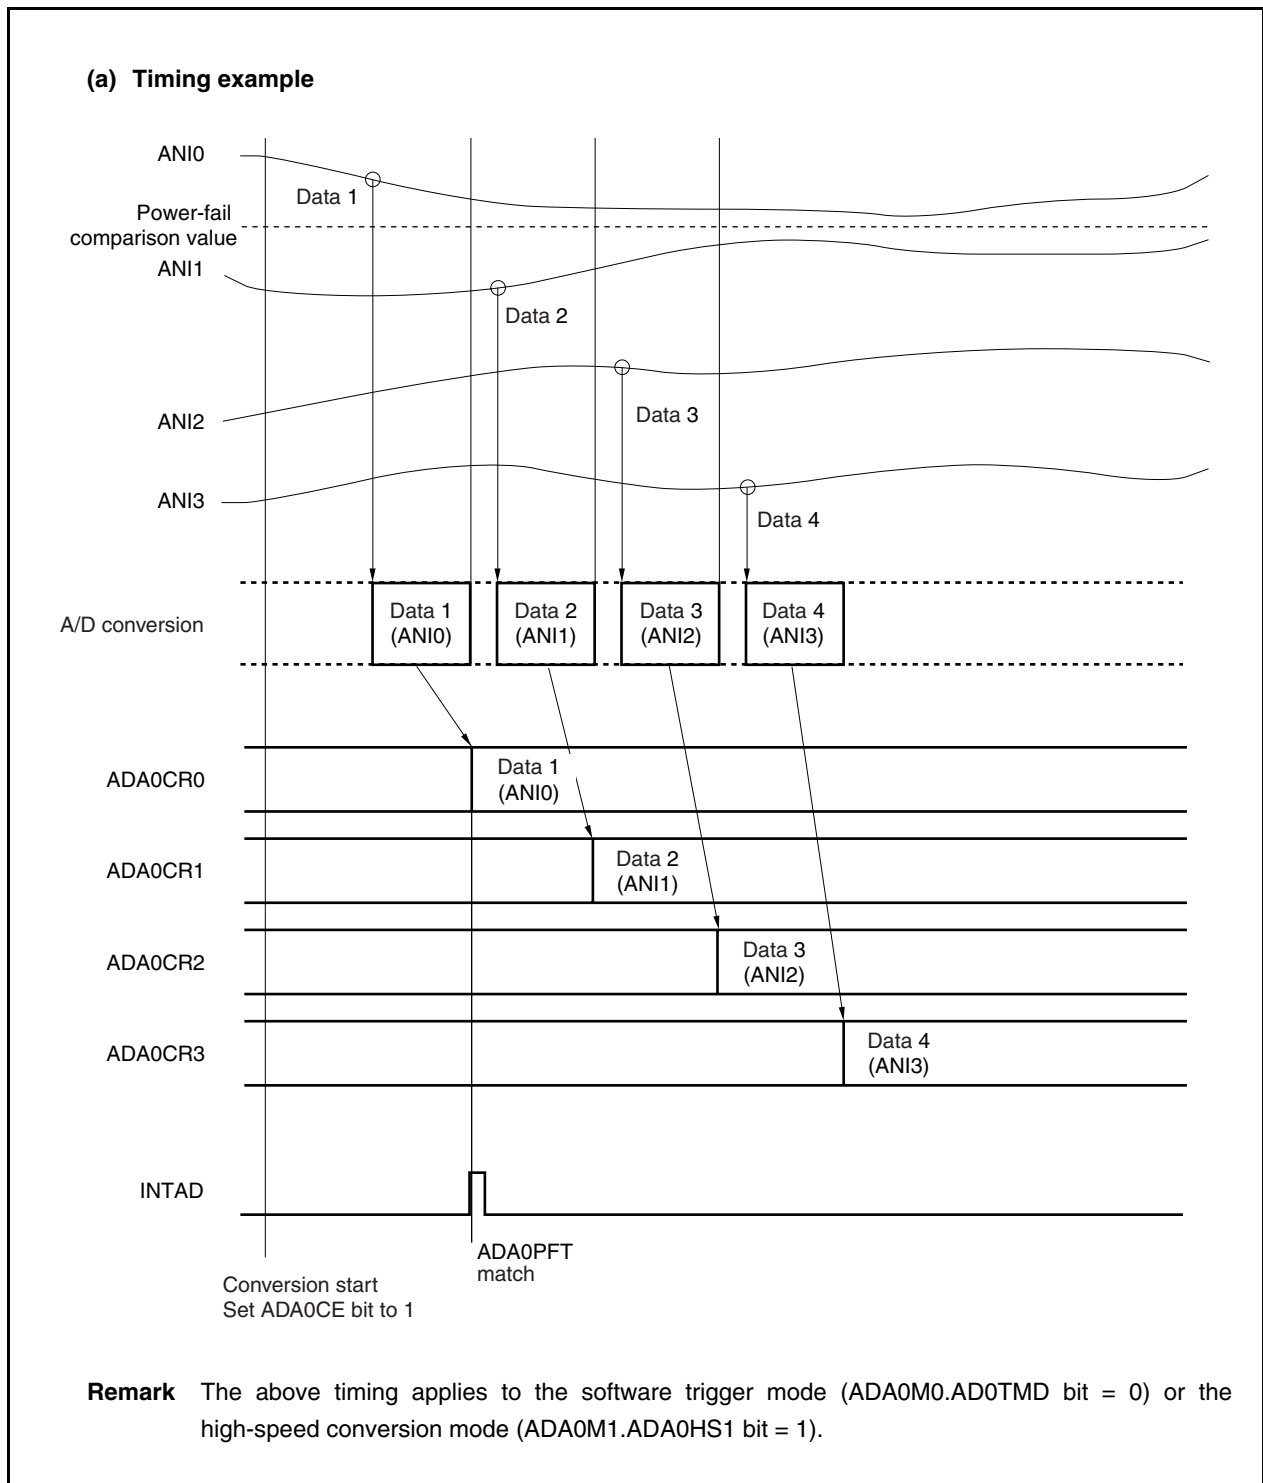 (a) Timing example
ANI0
Data 1
Power-fail
comparison value
ANI1
Data 2
ANI2
Data 3
ANI3
Data 4
A/D conversion
Data 1
(ANI0)
Data 2
(ANI1)
Data 3
(ANI2)
Data 4
(ANI3)
ADA0CR0
Data 1
(ANI0)
ADA0CR1
Data 2
(ANI1)
ADA0CR2
Data 3
(ANI2)
ADA0CR3
Data 4
(ANI3)
INTAD
ADA0PFT
match
Conversion start
Set ADA0CE bit to 1
Remark The above timing applies to the software trigger mode (ADA0M0.AD0TMD bit = 0) or the
high-speed conversion mode (ADA0M1.ADA0HS1 bit = 1).